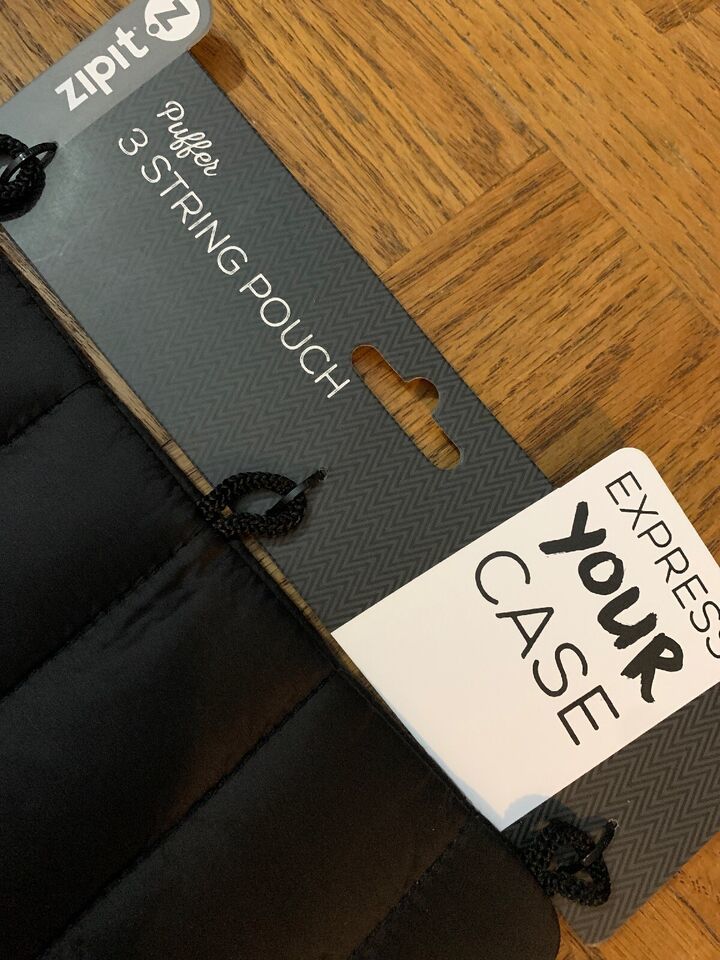 zipit Z
Puffer
3 STRING POUCH
EXPRESS
YOUR
CASE